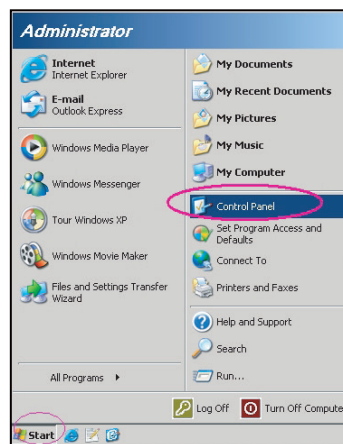 Administrator
Internet
Internet Explorer
E-mail
Outlook Express
Windows Media Player
Windows Messenger
Tour Windows XP
Windows Movie Maker
Files and Settings Transfer
Wizard
All Programs
My Documents
My Recent Documents
My Pictures
My Music
My Computer
Control Panel
Set Program Access and
Defaults
Connect To
Printers and Faxes
Help and Support
Search
Run...
Log Off
Turn Off Compute
Start